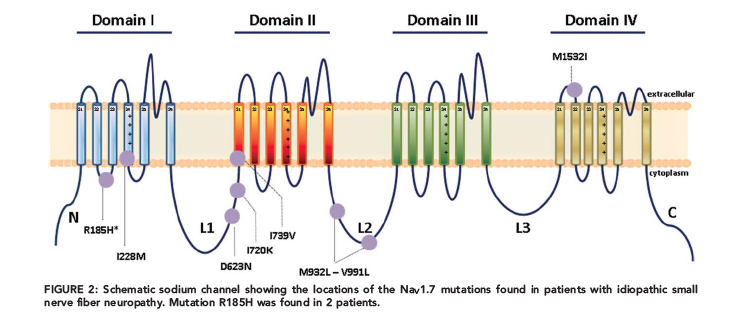 Domain I Domain II Domain III Domain IV
M1532I
extracellular
cytoplasm
N L1 L2 L3 C
R185H*
I228M
I739V
I720K
D623N
M932L – V991L
FIGURE 2: Schematic sodium channel showing the locations of the NaV1.7 mutations found in patients with idiopathic small
nerve fiber neuropathy. Mutation R185H was found in 2 patients.